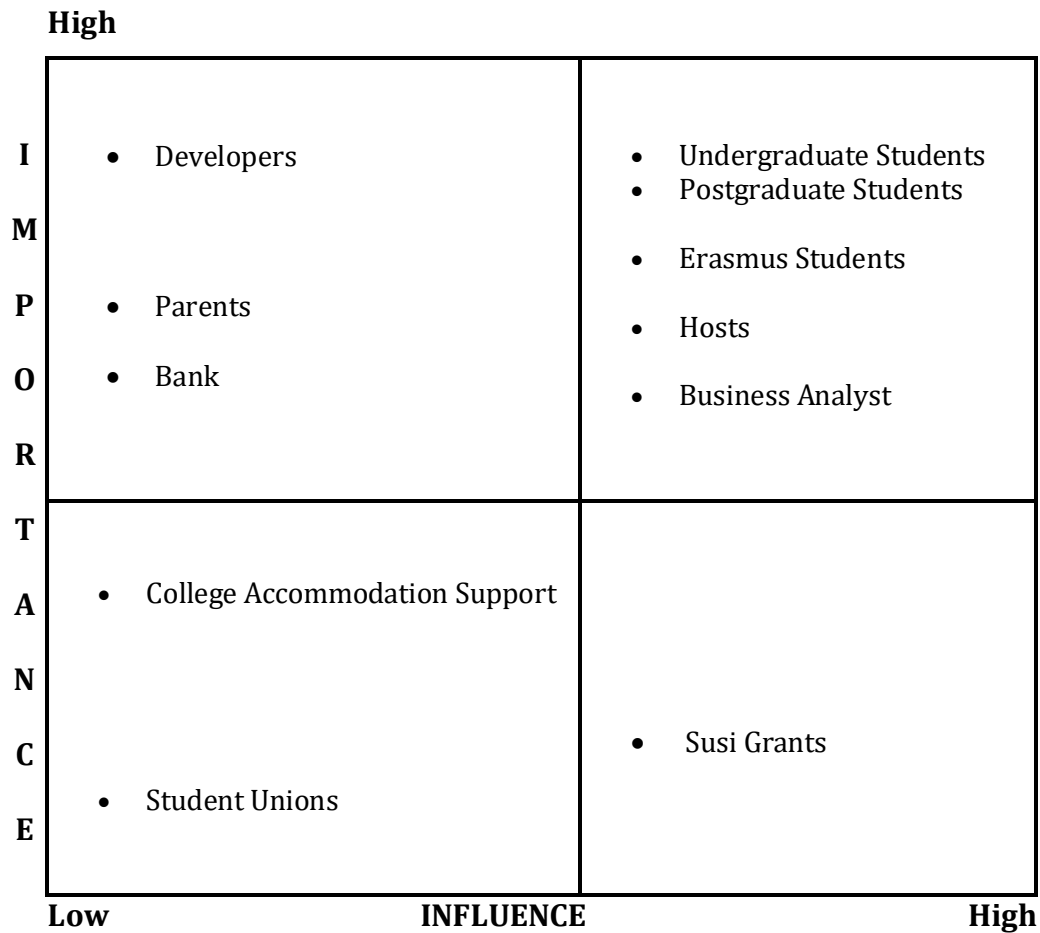 High
IMPORTANCE
• Developers
• Parents
• Bank
• Undergraduate Students
• Postgraduate Students
• Erasmus Students
• Hosts
• Business Analyst
• College Accommodation Support
• Student Unions
• Susi Grants
Low INFLUENCE High